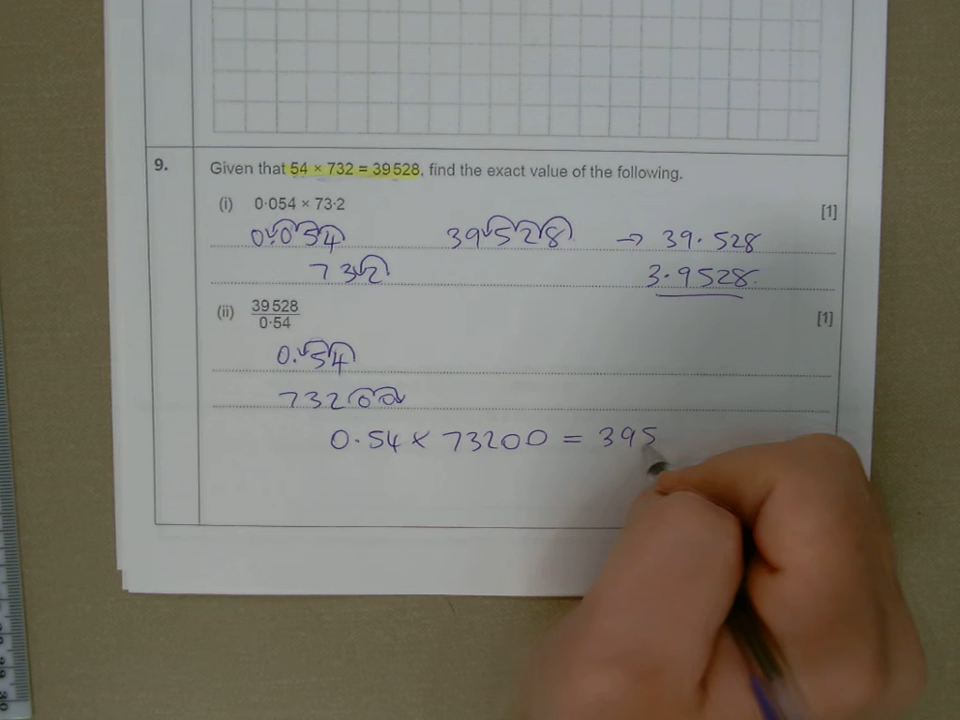 9. Given that 54 × 732 = 39 528, find the exact value of the following.
(i) 0·054 × 73·2 [1]
0.054 39528 → 39.528
732 3.9528
(ii) 39 528 / 0·54 [1]
0.54
73200
0.54 × 73200 = 395